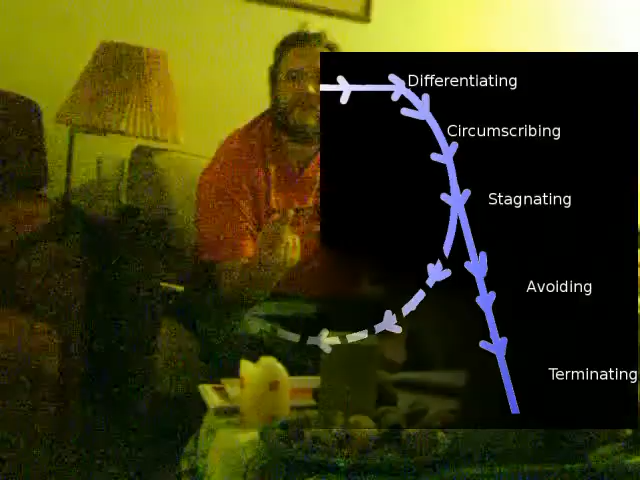 Differentiating
Circumscribing
Stagnating
Avoiding
Terminating